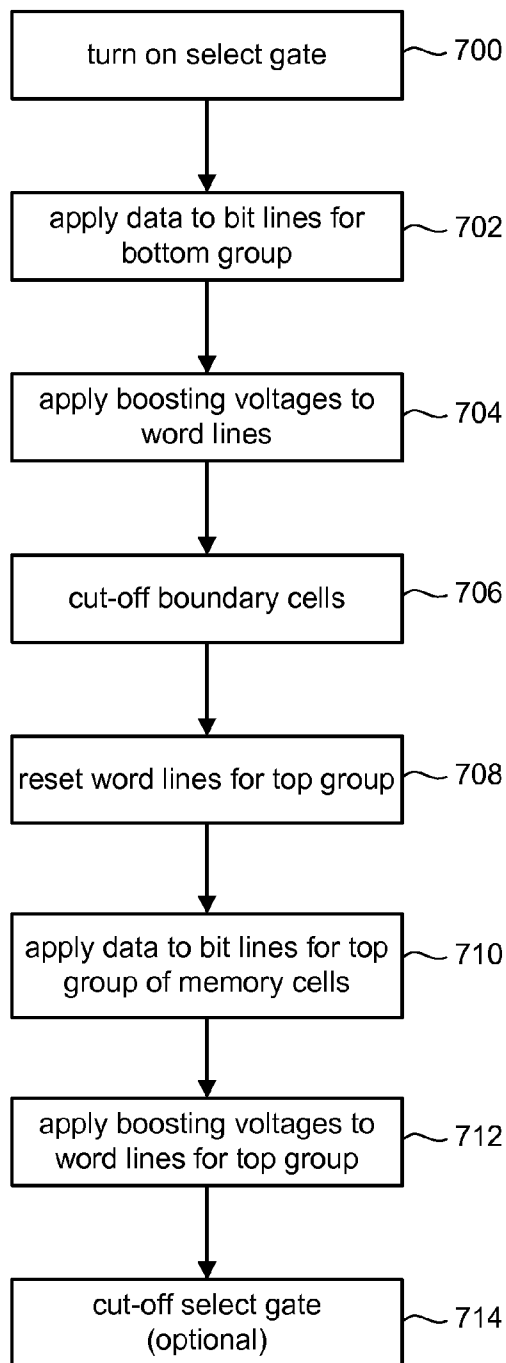 turn on select gate
700
apply data to bit lines for
bottom group
702
apply boosting voltages to
word lines
704
cut-off boundary cells
706
reset word lines for top group
708
apply data to bit lines for top
group of memory cells
710
apply boosting voltages to
word lines for top group
712
cut-off select gate
(optional)
714